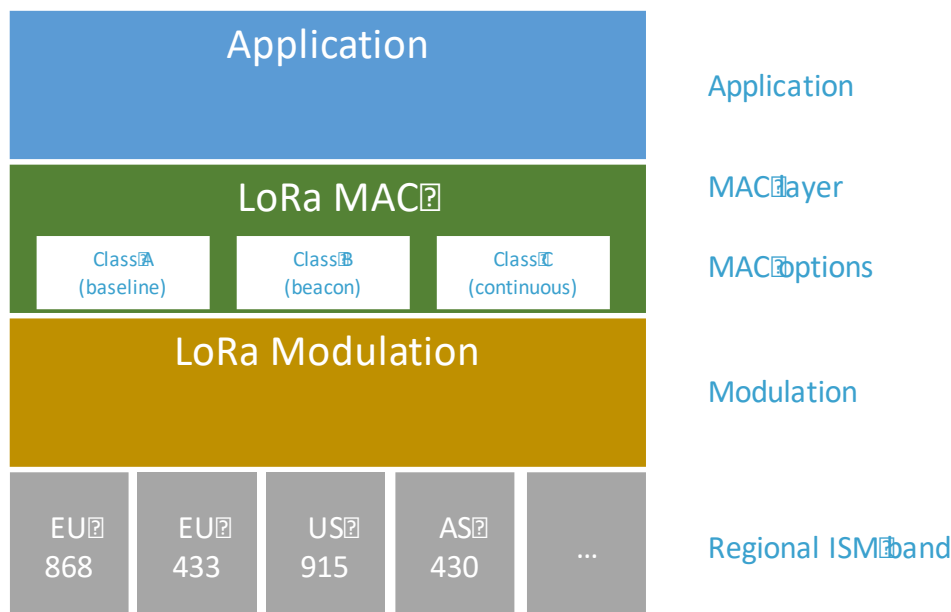 Application
Application
LoRa MAC�
MAC�layer
Class�A
(baseline)
Class�B
(beacon)
Class�C
(continuous)
MAC�options
LoRa Modulation
Modulation
EU�
868
EU�
433
US�
915
AS�
430
...
Regional ISM�band